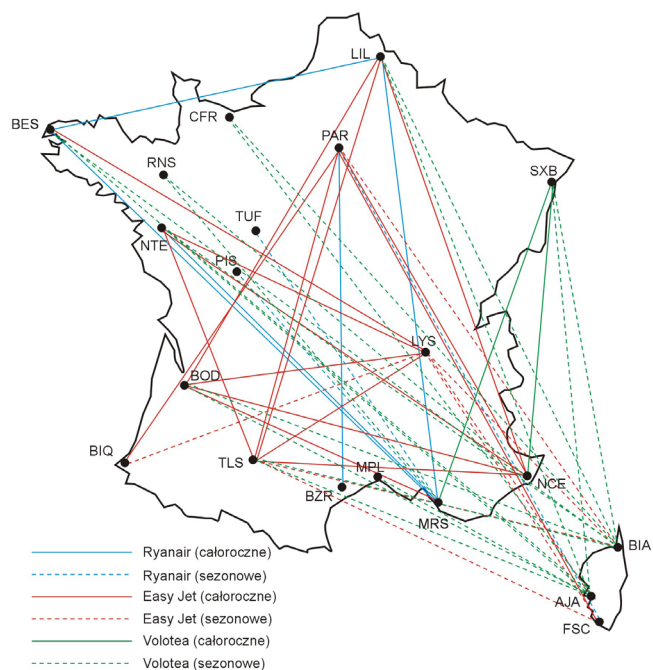 LIL
CFR
BES
PAR
RNS
SXB
TUF
NTE
PIS
LYS
BOD
BIQ
TLS
MPL
NCE
BZR
MRS
BIA
AJA
FSC
Ryanair (całoroczne)
Ryanair (sezonowe)
Easy Jet (całoroczne)
Easy Jet (sezonowe)
Volotea (całoroczne)
Volotea (sezonowe)